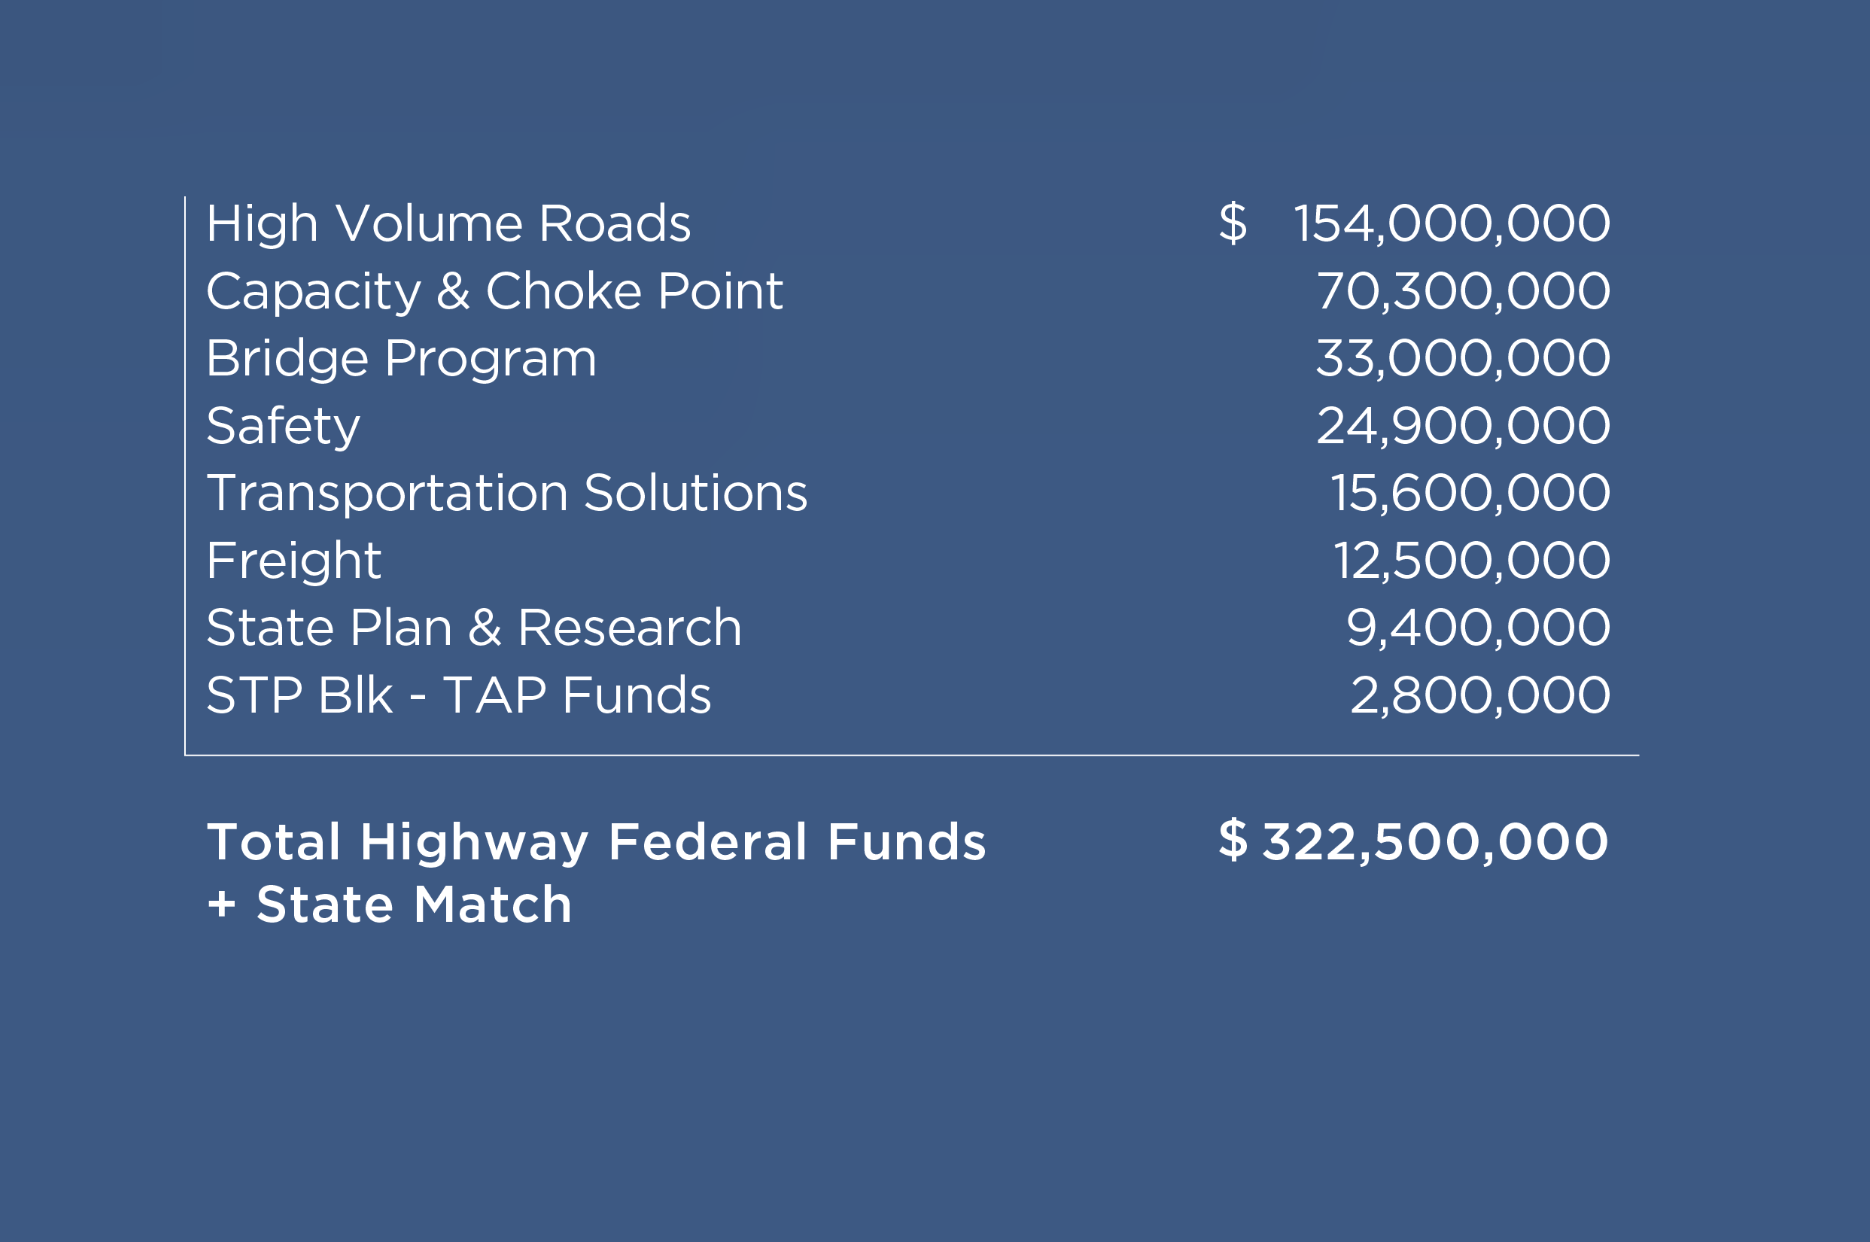 High Volume Roads $ 154,000,000
Capacity & Choke Point 70,300,000
Bridge Program 33,000,000
Safety 24,900,000
Transportation Solutions 15,600,000
Freight 12,500,000
State Plan & Research 9,400,000
STP Blk - TAP Funds 2,800,000
Total Highway Federal Funds $ 322,500,000
+ State Match